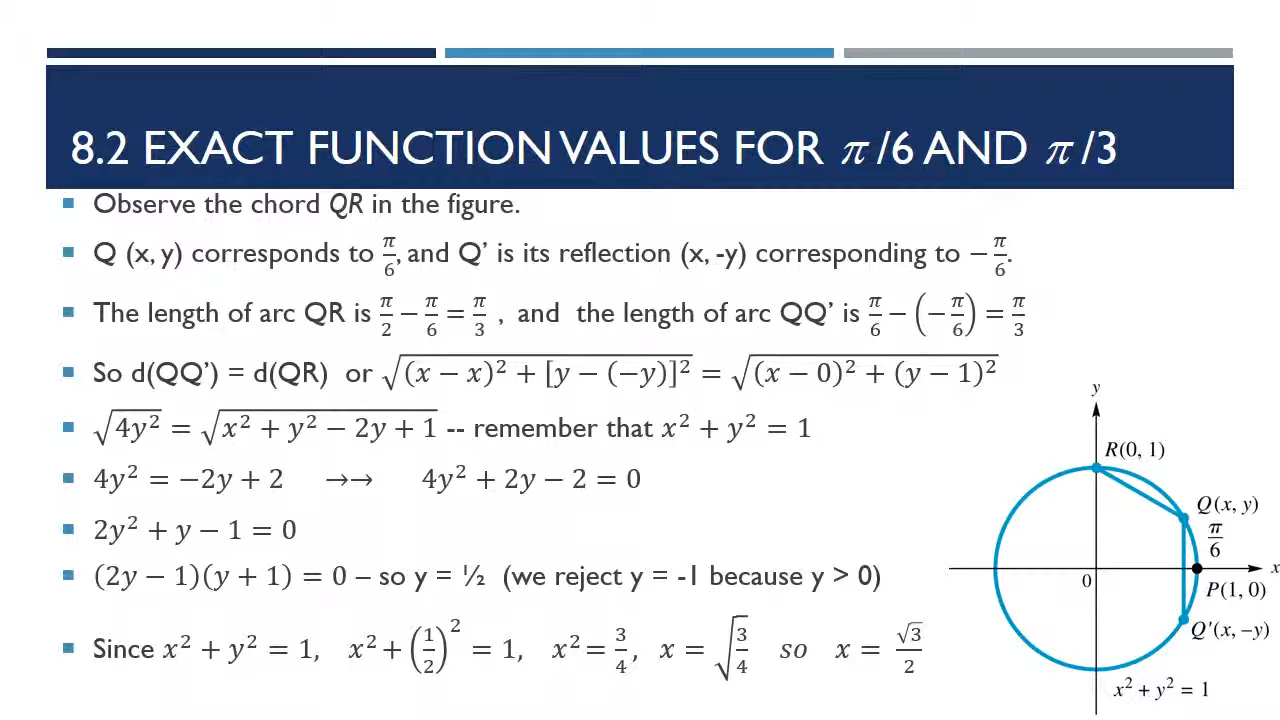 8.2 EXACT FUNCTION VALUES FOR π/6 AND π/3
▪ Observe the chord QR in the figure.
▪ Q (x, y) corresponds to π/6, and Q’ is its reflection (x, -y) corresponding to −π/6.
▪ The length of arc QR is π/2 − π/6 = π/3 , and the length of arc QQ’ is π/6 − (−π/6) = π/3
▪ So d(QQ’) = d(QR) or √((x − x)² + [y − (−y)]²) = √((x − 0)² + (y − 1)²)
▪ √(4y²) = √(x² + y² − 2y + 1) -- remember that x² + y² = 1
▪ 4y² = −2y + 2 →→ 4y² + 2y − 2 = 0
▪ 2y² + y − 1 = 0
▪ (2y − 1)(y + 1) = 0 – so y = ½ (we reject y = -1 because y > 0)
▪ Since x² + y² = 1, x² + (1/2)² = 1, x² = 3/4, x = √(3/4) so x = √3/2
y
R(0, 1)
Q(x, y)
π/6
x
0
P(1, 0)
Q′(x, −y)
x² + y² = 1